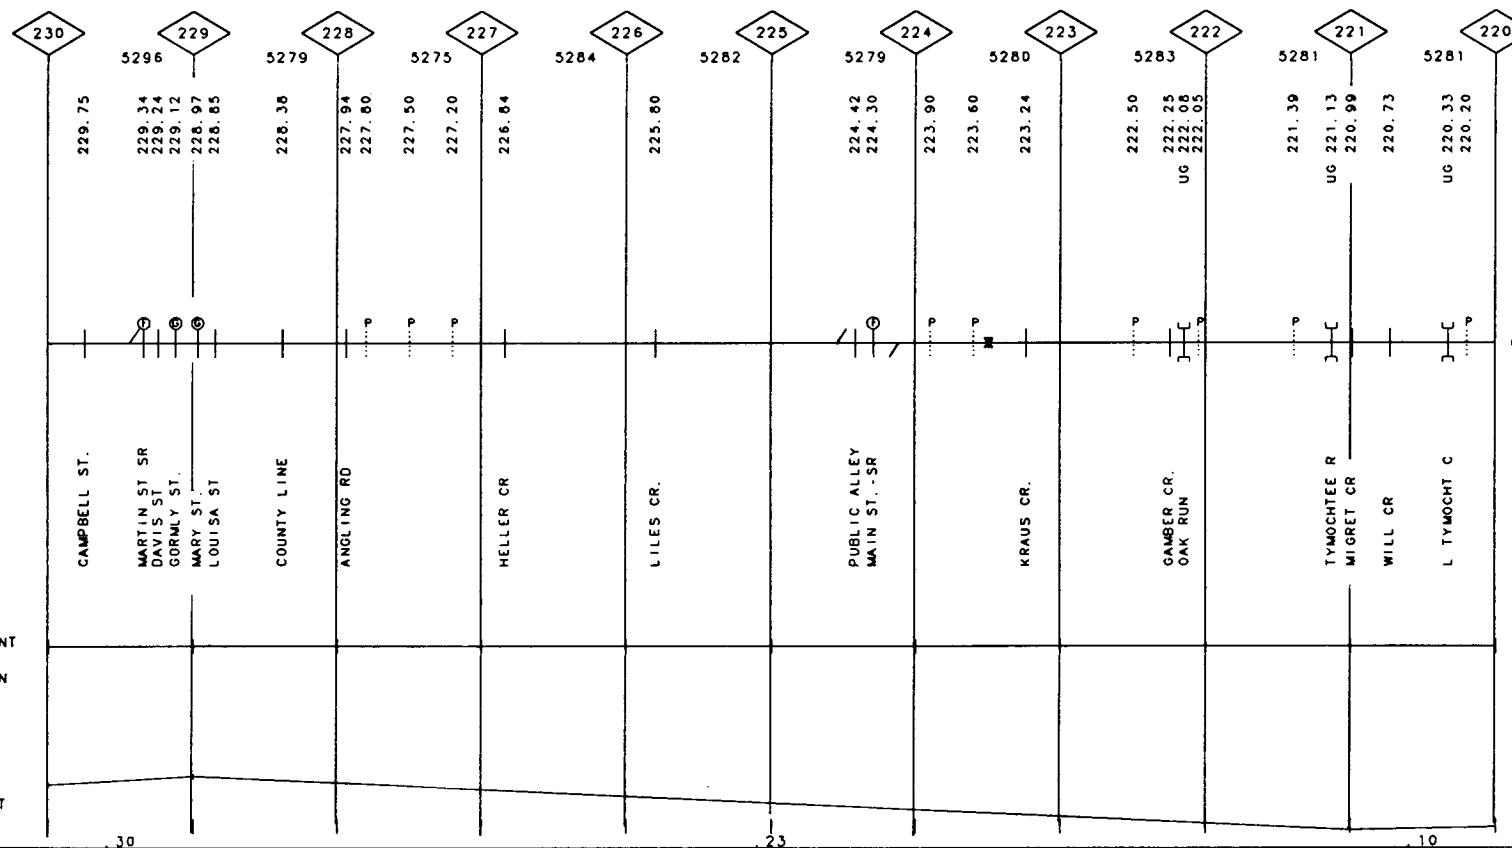 230 229 228 227 226 225 224 223 222 221 220
5296 5279 5275 5284 5282 5279 5280 5283 5281 5281
229.75
229.34
229.24
229.12
228.97
228.85
228.38
227.94
227.80
227.50
227.20
226.84
225.80
224.42
224.30
223.90
223.60
223.24
222.50
222.25
UG 222.08
222.05
221.39
UG 221.13
220.99
220.73
UG 220.33
220.20
F G G P P P F P P P P P P
CAMPBELL ST.
MARTIN ST SR
DAVIS ST
GORMLY ST.
MARY ST.
LOUISA ST
COUNTY LINE
ANGLING RD
HELLER CR
LILES CR.
PUBLIC ALLEY
MAIN ST.-SR
KRAUS CR.
GAMBER CR.
OAK RUN
TYMOCHTEE R
MIGRET CR
WILL CR
L TYMOCHT C
NT
N
T
.30 .23 .10